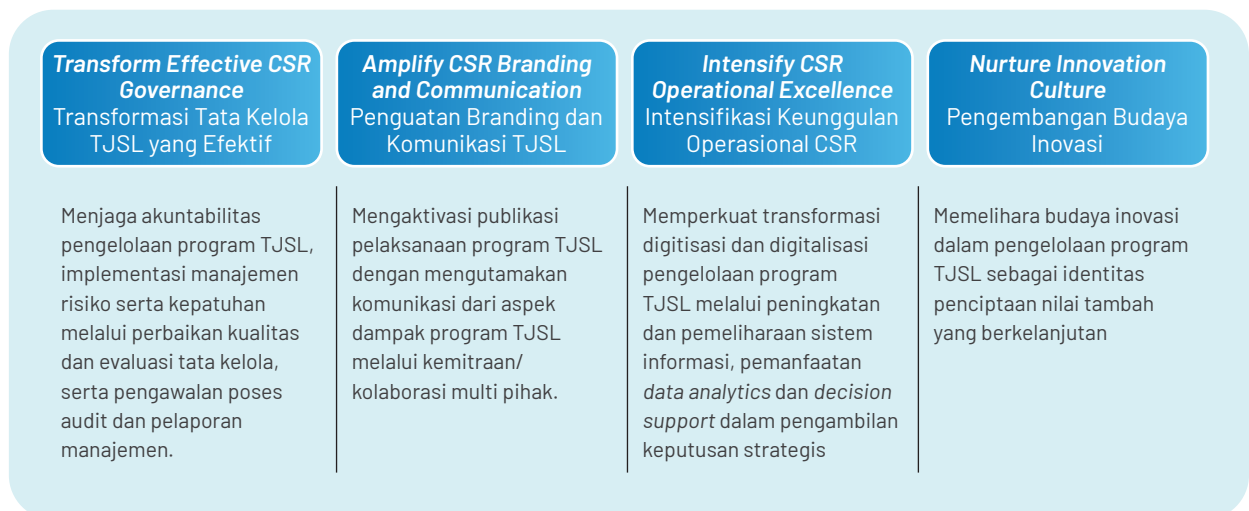 Transform Effective CSR
Governance
Transformasi Tata Kelola
TJSL yang Efektif
Menjaga akuntabilitas
pengelolaan program TJSL,
implementasi manajemen
risiko serta kepatuhan
melalui perbaikan kualitas
dan evaluasi tata kelola,
serta pengawalan poses
audit dan pelaporan
manajemen.
Amplify CSR Branding
and Communication
Penguatan Branding dan
Komunikasi TJSL
Mengaktivasi publikasi
pelaksanaan program TJSL
dengan mengutamakan
komunikasi dari aspek
dampak program TJSL
melalui kemitraan/
kolaborasi multi pihak.
Intensify CSR
Operational Excellence
Intensifikasi Keunggulan
Operasional CSR
Memperkuat transformasi
digitisasi dan digitalisasi
pengelolaan program
TJSL melalui peningkatan
dan pemeliharaan sistem
informasi, pemanfaatan
data analytics dan decision
support dalam pengambilan
keputusan strategis
Nurture Innovation
Culture
Pengembangan Budaya
Inovasi
Memelihara budaya inovasi
dalam pengelolaan program
TJSL sebagai identitas
penciptaan nilai tambah
yang berkelanjutan